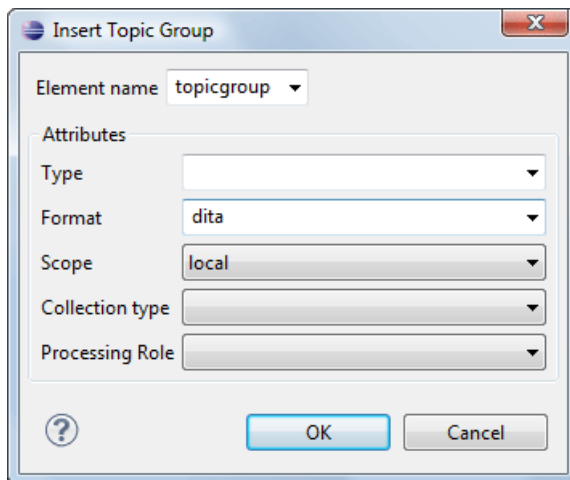 Insert Topic Group
Element name topicgroup
Attributes
Type
Format dita
Scope local
Collection type
Processing Role
? OK Cancel